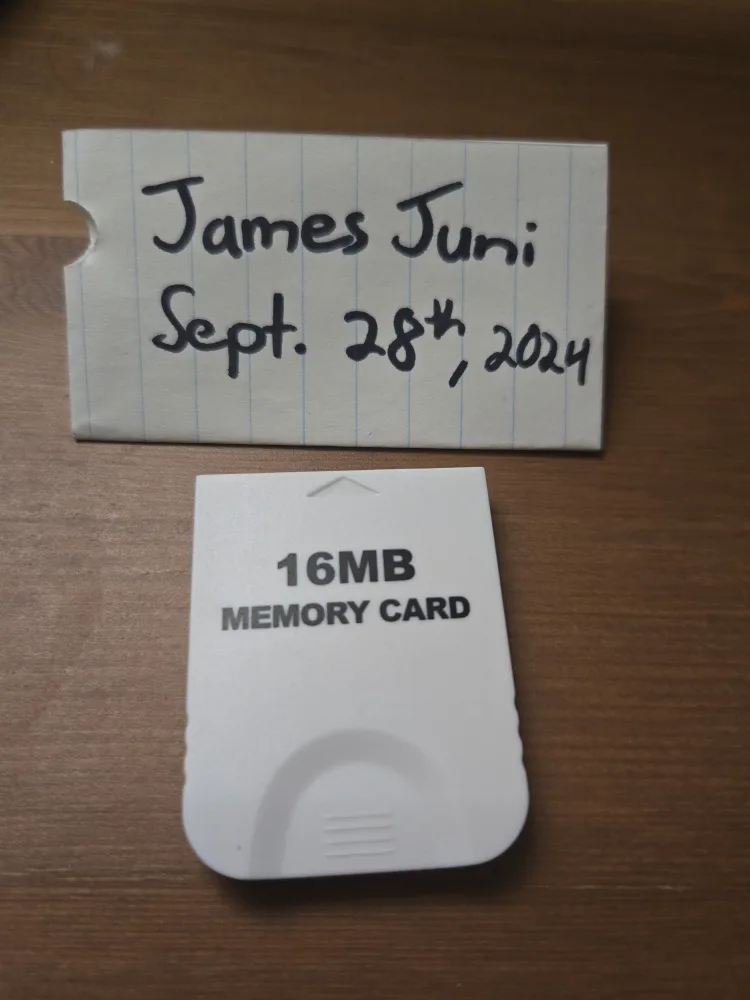 James Juni
Sept. 28th, 2024
16MB
MEMORY CARD